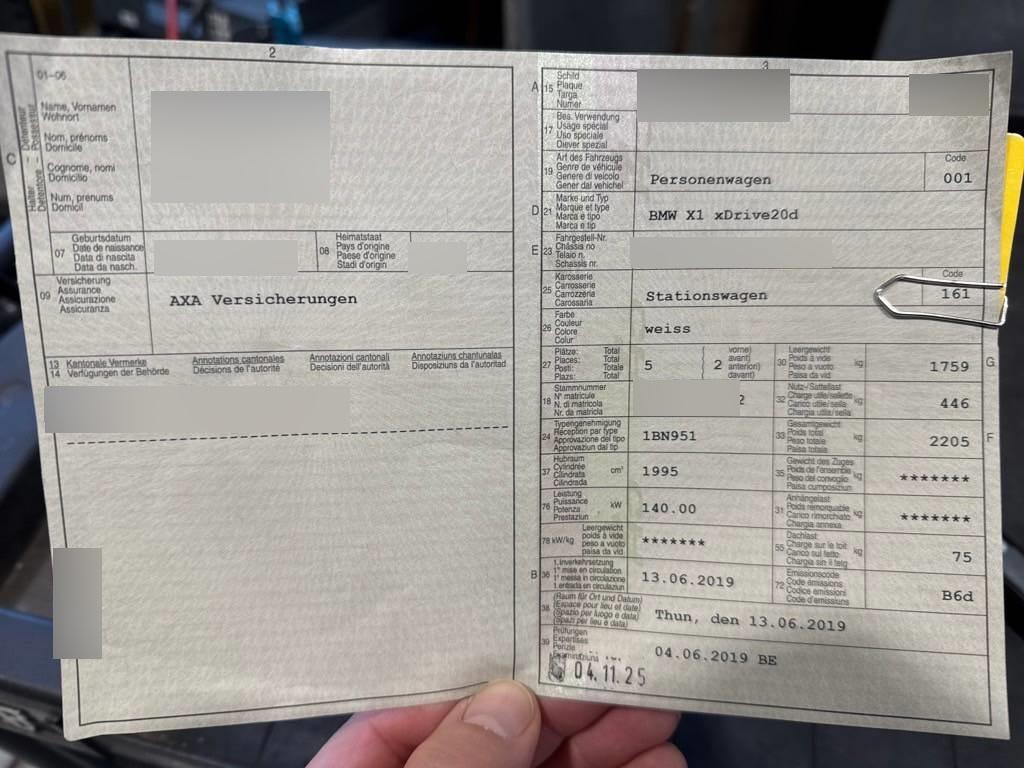 2
01-06
C
Halter Détenteur
Detentore Possessur
Name, Vornamen
Wohnort
Nom, prénoms
Domicile
Cognome, nomi
Domicilio
Num, prenums
Domicil
07
Geburtsdatum
Date de naissance
Data di nascita
Data da nasch.
08
Heimatstaat
Pays d'origine
Paese d'origine
Stadi d'origin
09
Versicherung
Assurance
Assicurazione
Assicuranza
AXA Versicherungen
13 Kantonale Vermerke Annotations cantonales Annotazioni cantonali Annotaziuns chantunalas
14 Verfügungen der Behörde Décisions de l'autorité Decisioni dell'autorità Disposiziuns da l'autoritad
3
A 15
Schild
Plaque
Targa
Numer
17
Bes. Verwendung
Usage spécial
Uso speciale
Diever spezial
19
Art des Fahrzeugs
Genre de véhicule
Genere di veicolo
Gener dal vehichel
Personenwagen
Code
001
D 21
Marke und Typ
Marque et type
Marca e tipo
Marca e tip
BMW X1 xDrive20d
E 23
Fahrgestell-Nr.
Châssis no
Telaio n.
Schassis nr.
25
Karosserie
Carrosserie
Carrozzeria
Carossaria
Stationswagen
Code
161
26
Farbe
Couleur
Colore
Colur
weiss
27
Plätze: Total
Places: Total
Posti: Totale
Plazs: Total
5
2
vorne)
avant)
anteriori)
davant)
30
Leergewicht
Poids à vide
Peso a vuoto
Paisa da vid
kg
1759
G
18
Stammnummer
N° matricule
N. di matricola
Nr. da matricla
2
32
Nutz-/Sattellast
Charge utile/sellette
Carico utile/sella
Chargia utila/sella
kg
446
24
Typengenehmigung
Réception par type
Approvazione del tipo
Approvaziun dal tip
1BN951
33
Gesamtgewicht
Poids total
Peso totale
Paisa totala
kg
2205
F
37
Hubraum
Cylindrée
Cilindrata
Cilindrada
cm³
1995
35
Gewicht des Zuges
Poids de l'ensemble
Peso del convoglio
Paisa cumposiziun
kg
*******
76
Leistung
Puissance
Potenza
Prestaziun
kW
140.00
31
Anhängelast
Poids remorquable
Carico rimorchiato
Chargia annexa
kg
*******
78 kW/kg
Leergewicht
poids à vide
peso a vuoto
paisa da vid
*******
55
Dachlast
Charge sur le toit
Carico sul tetto
Chargia sin il tetg
kg
75
B 36
1. Inverkehrsetzung
1re mise en circulation
1a messa in circolazione
1. entrada en circulaziun
13.06.2019
72
Emissionscode
Code émissions
Codice emissioni
Code d'emissiuns
B6d
38
(Raum für Ort und Datum)
(Espace pour lieu et date)
(Spazio per luogo e data)
(Spazi per lieu e data)
Thun, den 13.06.2019
39
Prüfungen
Expertises
Perizie
Examinaziuns
04.06.2019 BE
04.11.25